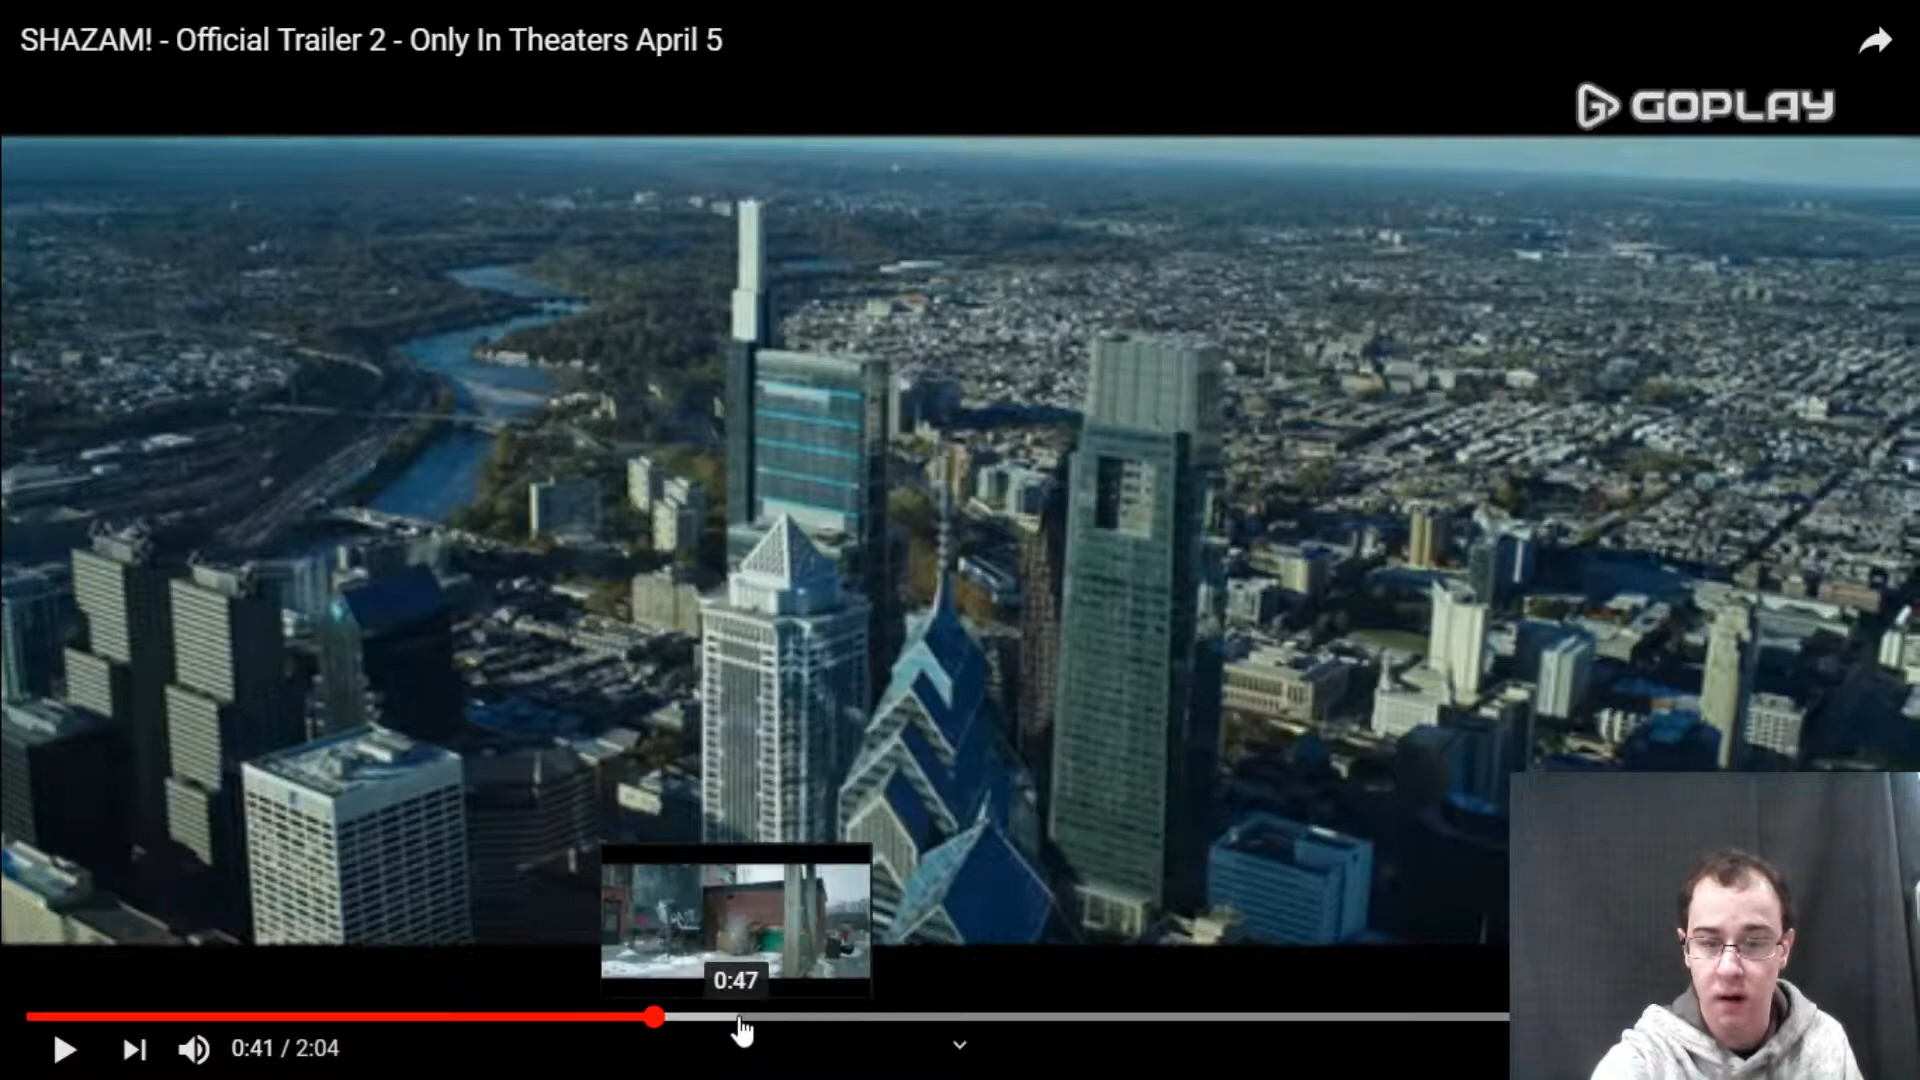 SHAZAM! - Official Trailer 2 - Only In Theaters April 5
GOPLAY
0:47
0:41 / 2:04